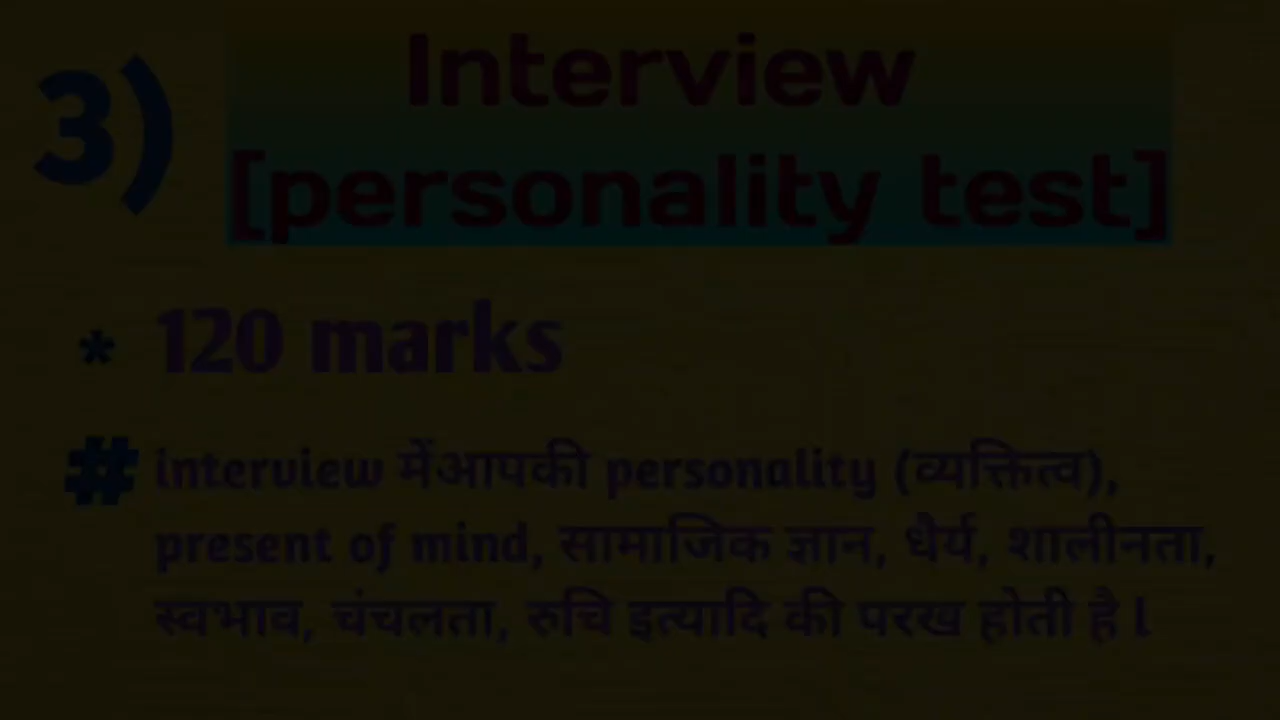 3) Interview
[personality test]
* 120 marks
# interview मेंआपकी personality (व्यक्तित्व),
present of mind, सामाजिक ज्ञान, धैर्य, शालीनता,
स्वभाव, चंचलता, रुचि इत्यादि की परख होती है l